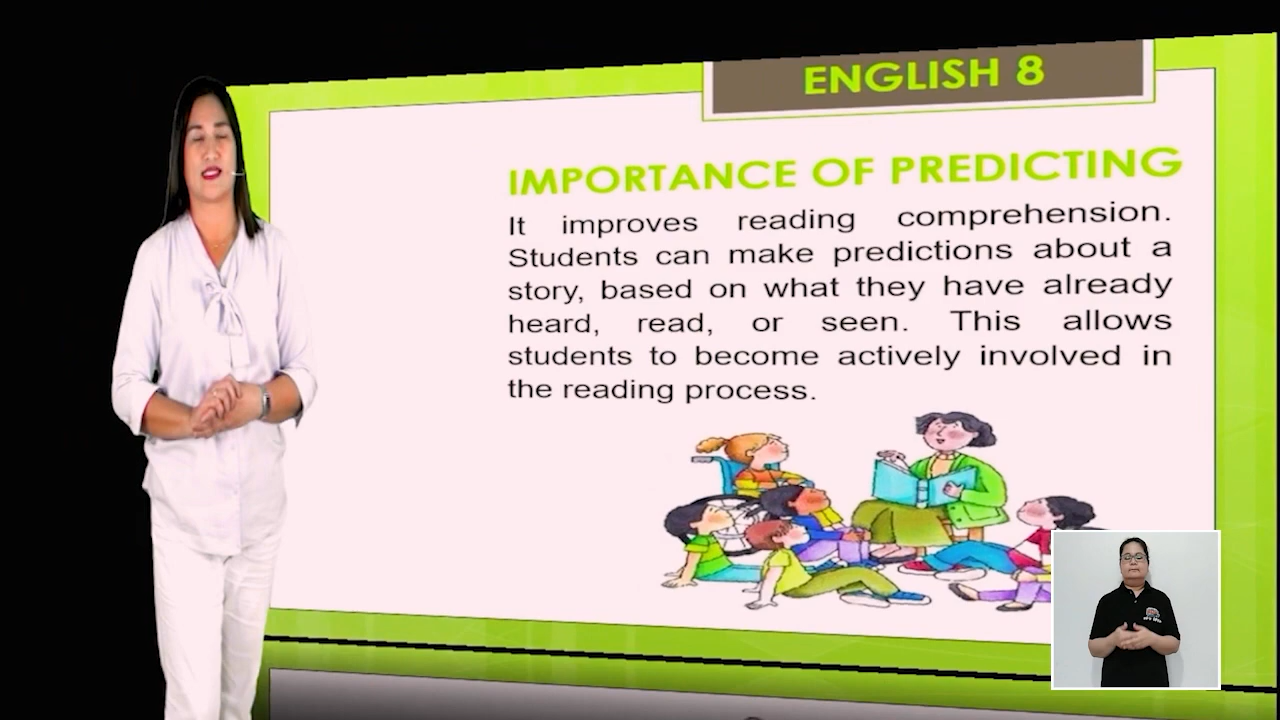 ENGLISH 8
IMPORTANCE OF PREDICTING
It improves reading comprehension.
Students can make predictions about a
story, based on what they have already
heard, read, or seen. This allows
students to become actively involved in
the reading process.